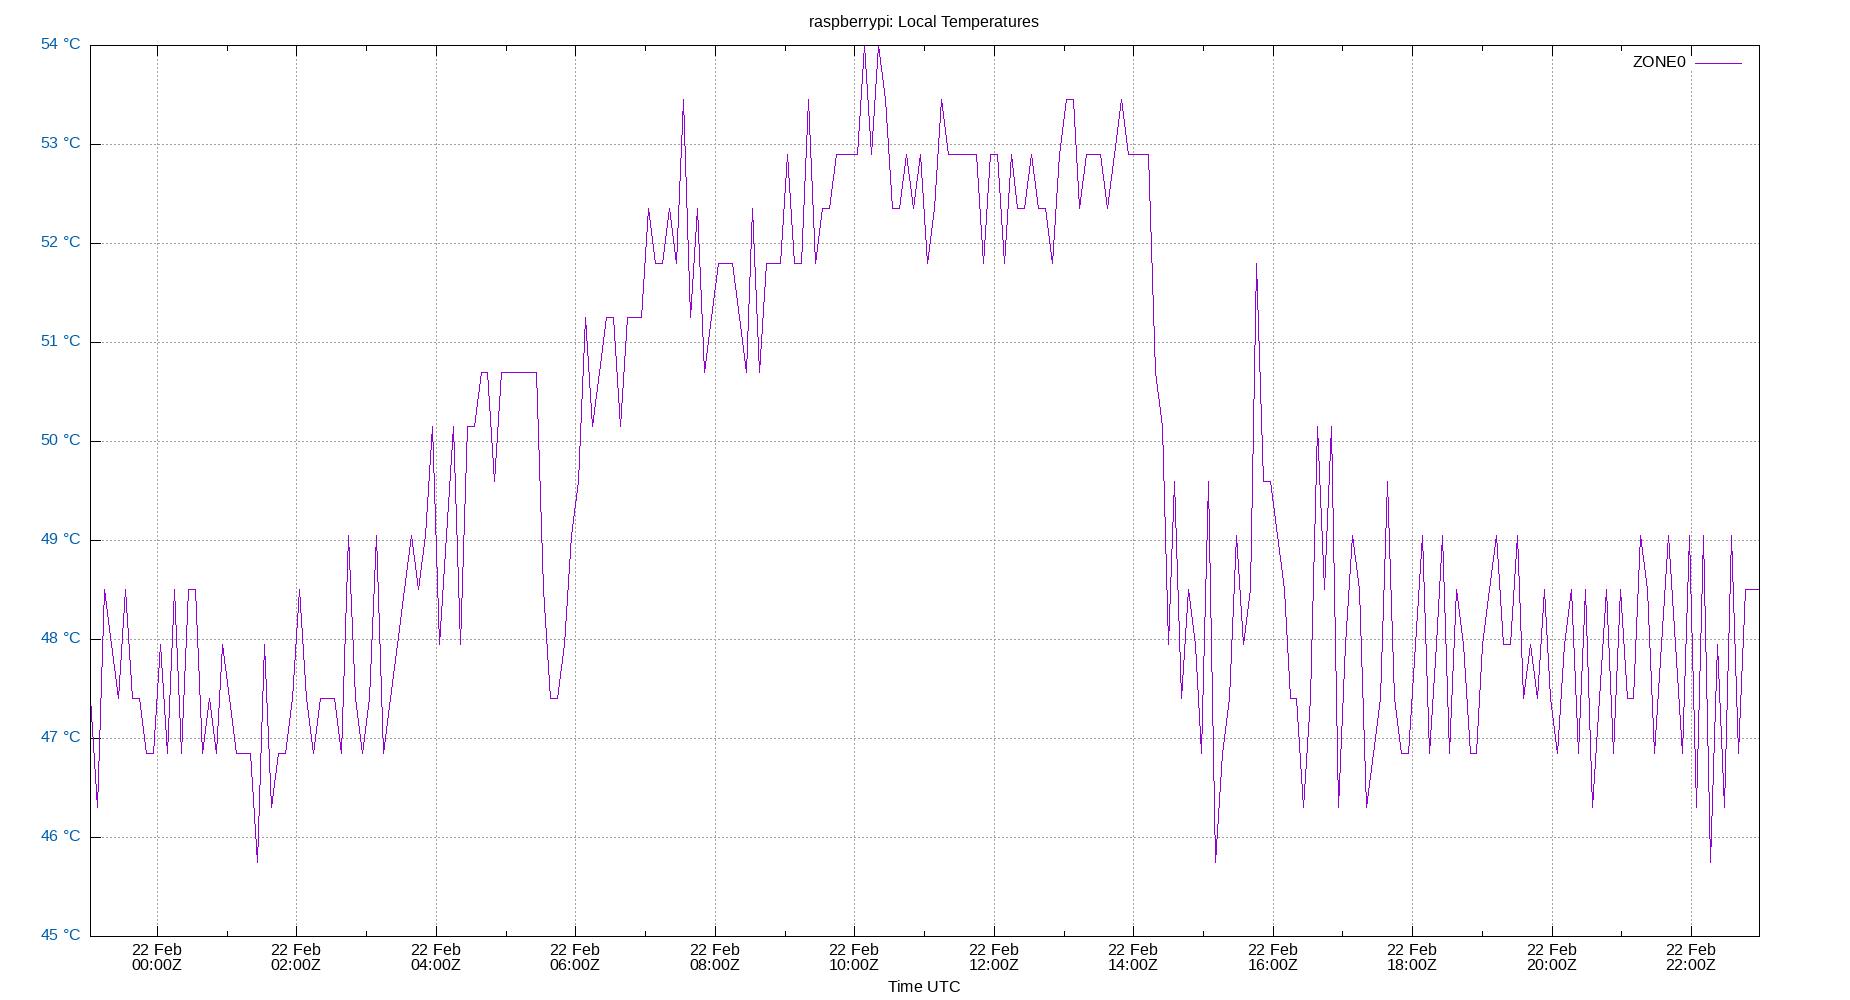 raspberrypi: Local Temperatures
54 °C
ZONE0
53 °C
52 °C
51 °C
50 °C
49 °C
48 °C
47 °C
46 °C
45 °C
22 Feb 22 Feb 22 Feb 22 Feb 22 Feb 22 Feb 22 Feb 22 Feb 22 Feb 22 Feb 22 Feb 22 Feb
00:00Z 02:00Z 04:00Z 06:00Z 08:00Z 10:00Z 12:00Z 14:00Z 16:00Z 18:00Z 20:00Z 22:00Z
Time UTC